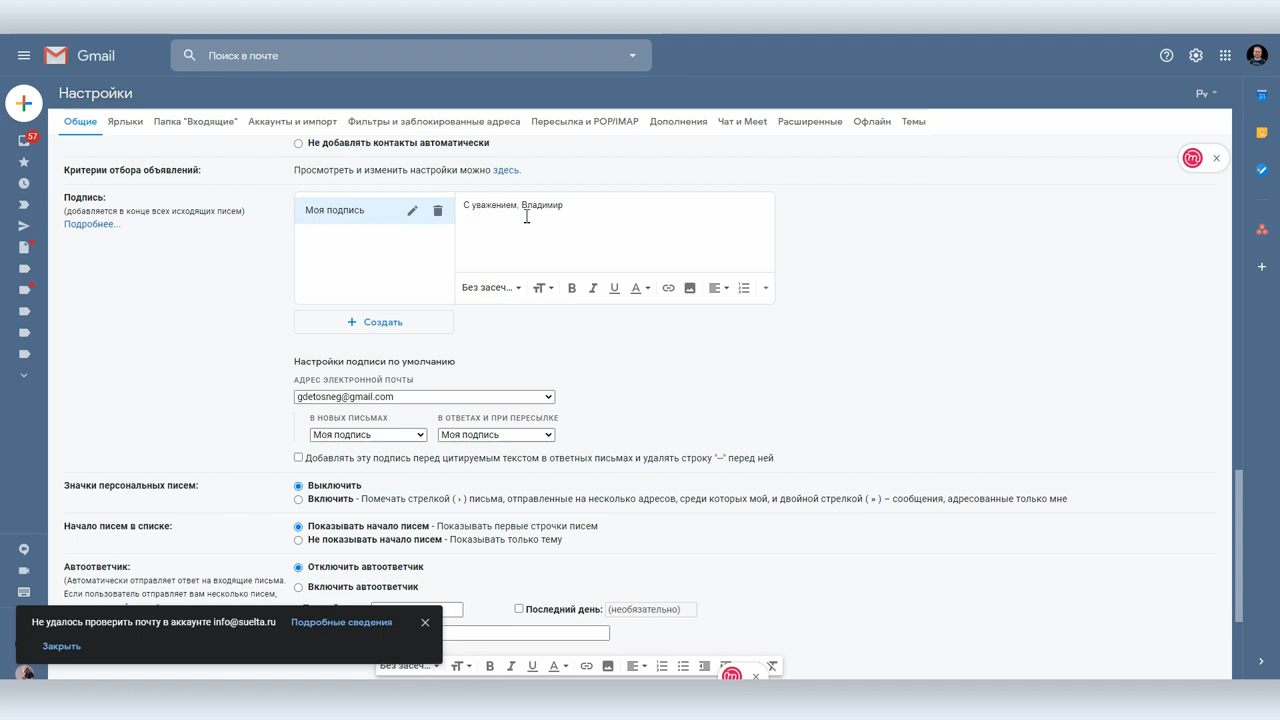 Gmail
Поиск в почте
Настройки
Ру
Общие Ярлыки Папка "Входящие" Аккаунты и импорт Фильтры и заблокированные адреса Пересылка и POP/IMAP Дополнения Чат и Meet Расширенные Офлайн Темы
57
Не добавлять контакты автоматически
Критерии отбора объявлений: Просмотреть и изменить настройки можно здесь.
Подпись:
(добавляется в конце всех исходящих писем)
Подробнее...
Моя подпись
С уважением, Владимир
Без засеч...
+ Создать
Настройки подписи по умолчанию
АДРЕС ЭЛЕКТРОННОЙ ПОЧТЫ
gdetosneg@gmail.com
В НОВЫХ ПИСЬМАХ В ОТВЕТАХ И ПРИ ПЕРЕСЫЛКЕ
Моя подпись Моя подпись
Добавлять эту подпись перед цитируемым текстом в ответных письмах и удалять строку "--" перед ней
Значки персональных писем: Выключить
Включить - Помечать стрелкой ( › ) письма, отправленные на несколько адресов, среди которых мой, и двойной стрелкой ( » ) – сообщения, адресованные только мне
Начало писем в списке: Показывать начало писем - Показывать первые строчки писем
Не показывать начало писем - Показывать только тему
Автоответчик: Отключить автоответчик
(Автоматически отправляет ответ на входящие письма.
Если пользователь отправляет вам несколько писем,
Включить автоответчик
Последний день: (необязательно)
Не удалось проверить почту в аккаунте info@suelta.ru Подробные сведения
Закрыть
Без засеч...